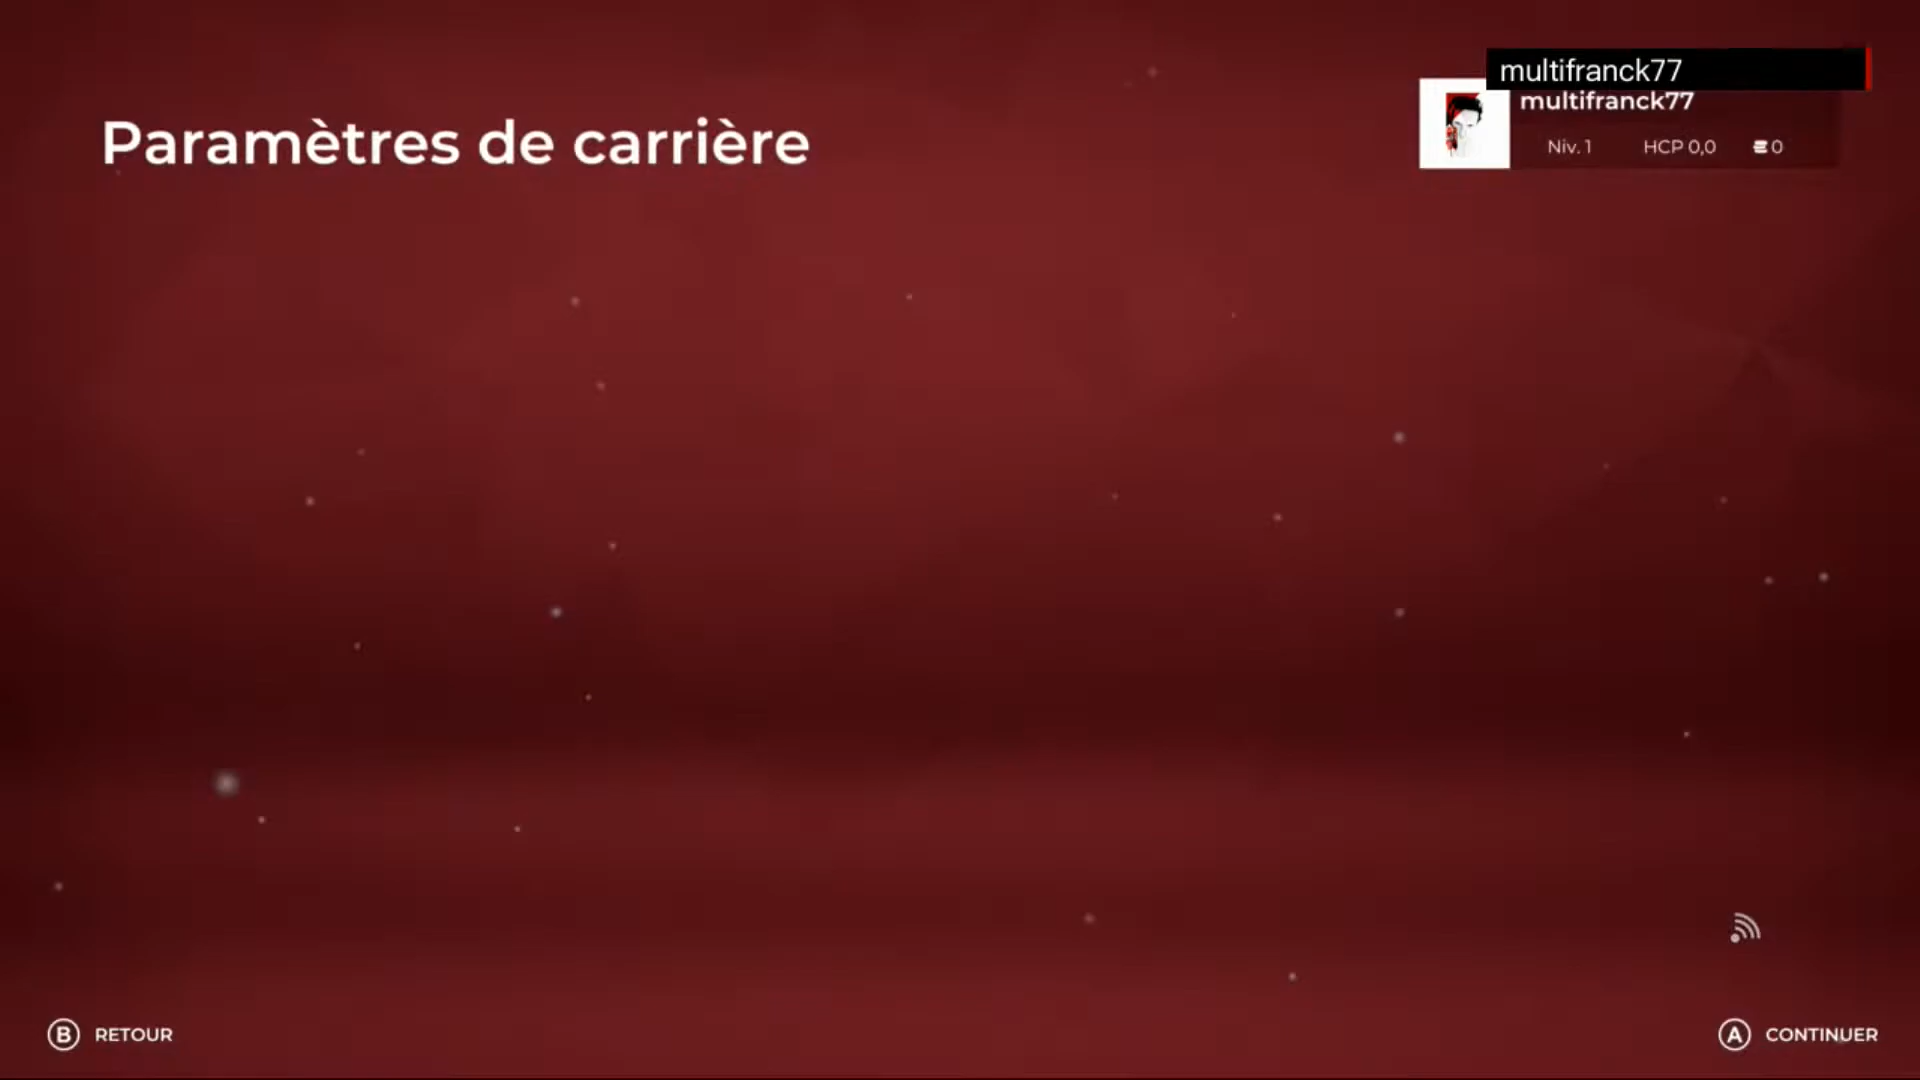 multifranck77
multifranck77
Paramètres de carrière
Niv. 1 HCP 0,0 0
B RETOUR
A CONTINUER